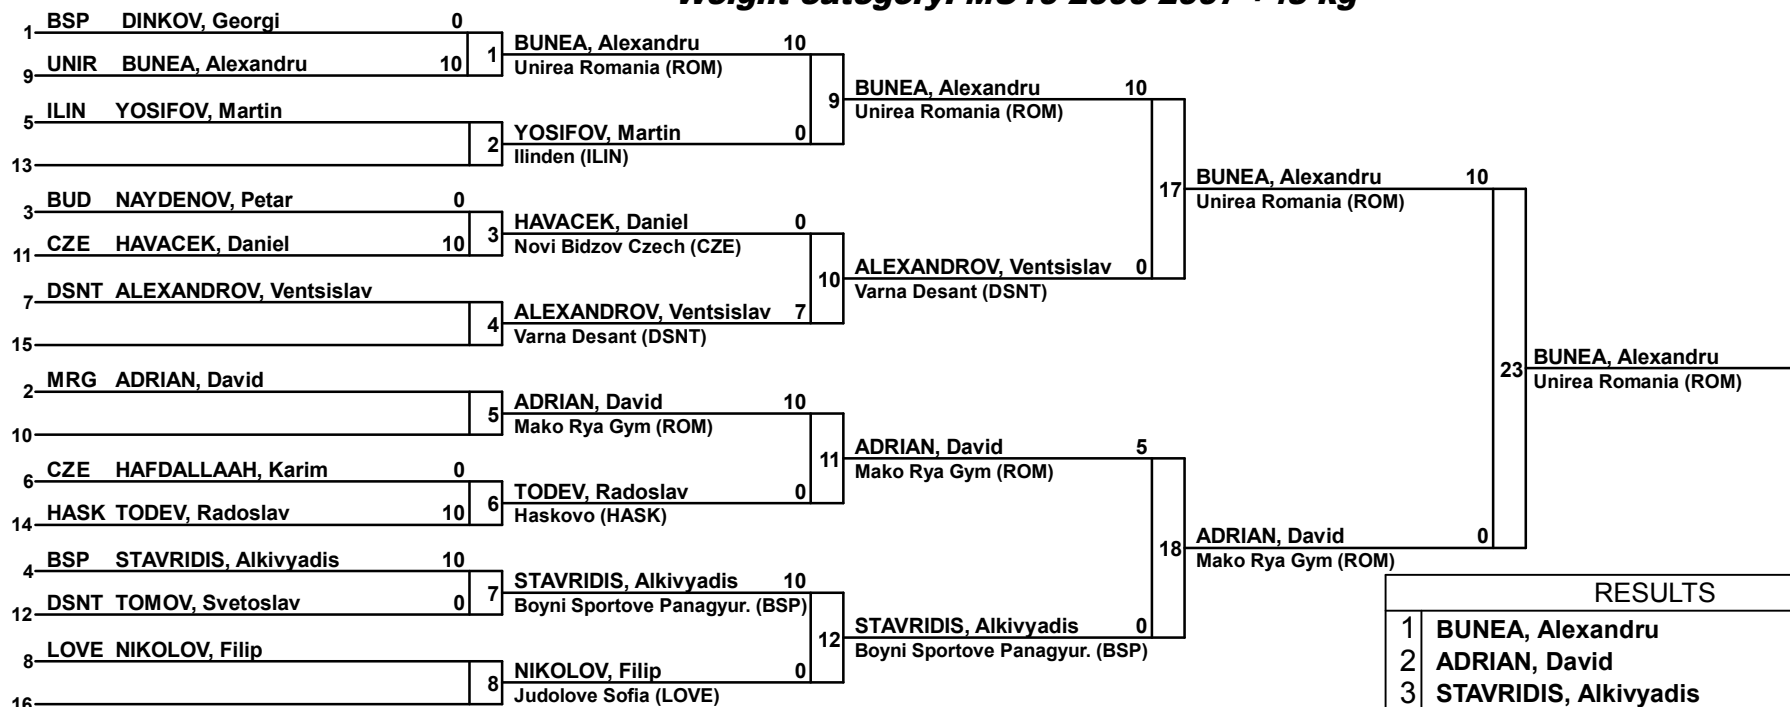 1 BSP DINKOV, Georgi 0
9 UNIR BUNEA, Alexandru 10
1 BUNEA, Alexandru 10
Unirea Romania (ROM)
5 ILIN YOSIFOV, Martin
13
2 YOSIFOV, Martin 0
Ilinden (ILIN)
9 BUNEA, Alexandru 10
Unirea Romania (ROM)
3 BUD NAYDENOV, Petar 0
11 CZE HAVACEK, Daniel 10
3 HAVACEK, Daniel 0
Novi Bidzov Czech (CZE)
7 DSNT ALEXANDROV, Ventsislav
15
4 ALEXANDROV, Ventsislav 7
Varna Desant (DSNT)
10 ALEXANDROV, Ventsislav 0
Varna Desant (DSNT)
17 BUNEA, Alexandru 10
Unirea Romania (ROM)
2 MRG ADRIAN, David
10
5 ADRIAN, David 10
Mako Rya Gym (ROM)
6 CZE HAFDALLAAH, Karim 0
14 HASK TODEV, Radoslav 10
6 TODEV, Radoslav 0
Haskovo (HASK)
11 ADRIAN, David 5
Mako Rya Gym (ROM)
4 BSP STAVRIDIS, Alkivyadis 10
12 DSNT TOMOV, Svetoslav 0
7 STAVRIDIS, Alkivyadis 10
Boyni Sportove Panagyur. (BSP)
8 LOVE NIKOLOV, Filip
16
8 NIKOLOV, Filip 0
Judolove Sofia (LOVE)
12 STAVRIDIS, Alkivyadis 0
Boyni Sportove Panagyur. (BSP)
18 ADRIAN, David 0
Mako Rya Gym (ROM)
23 BUNEA, Alexandru
Unirea Romania (ROM)
RESULTS
1 BUNEA, Alexandru
2 ADRIAN, David
3 STAVRIDIS, Alkivyadis